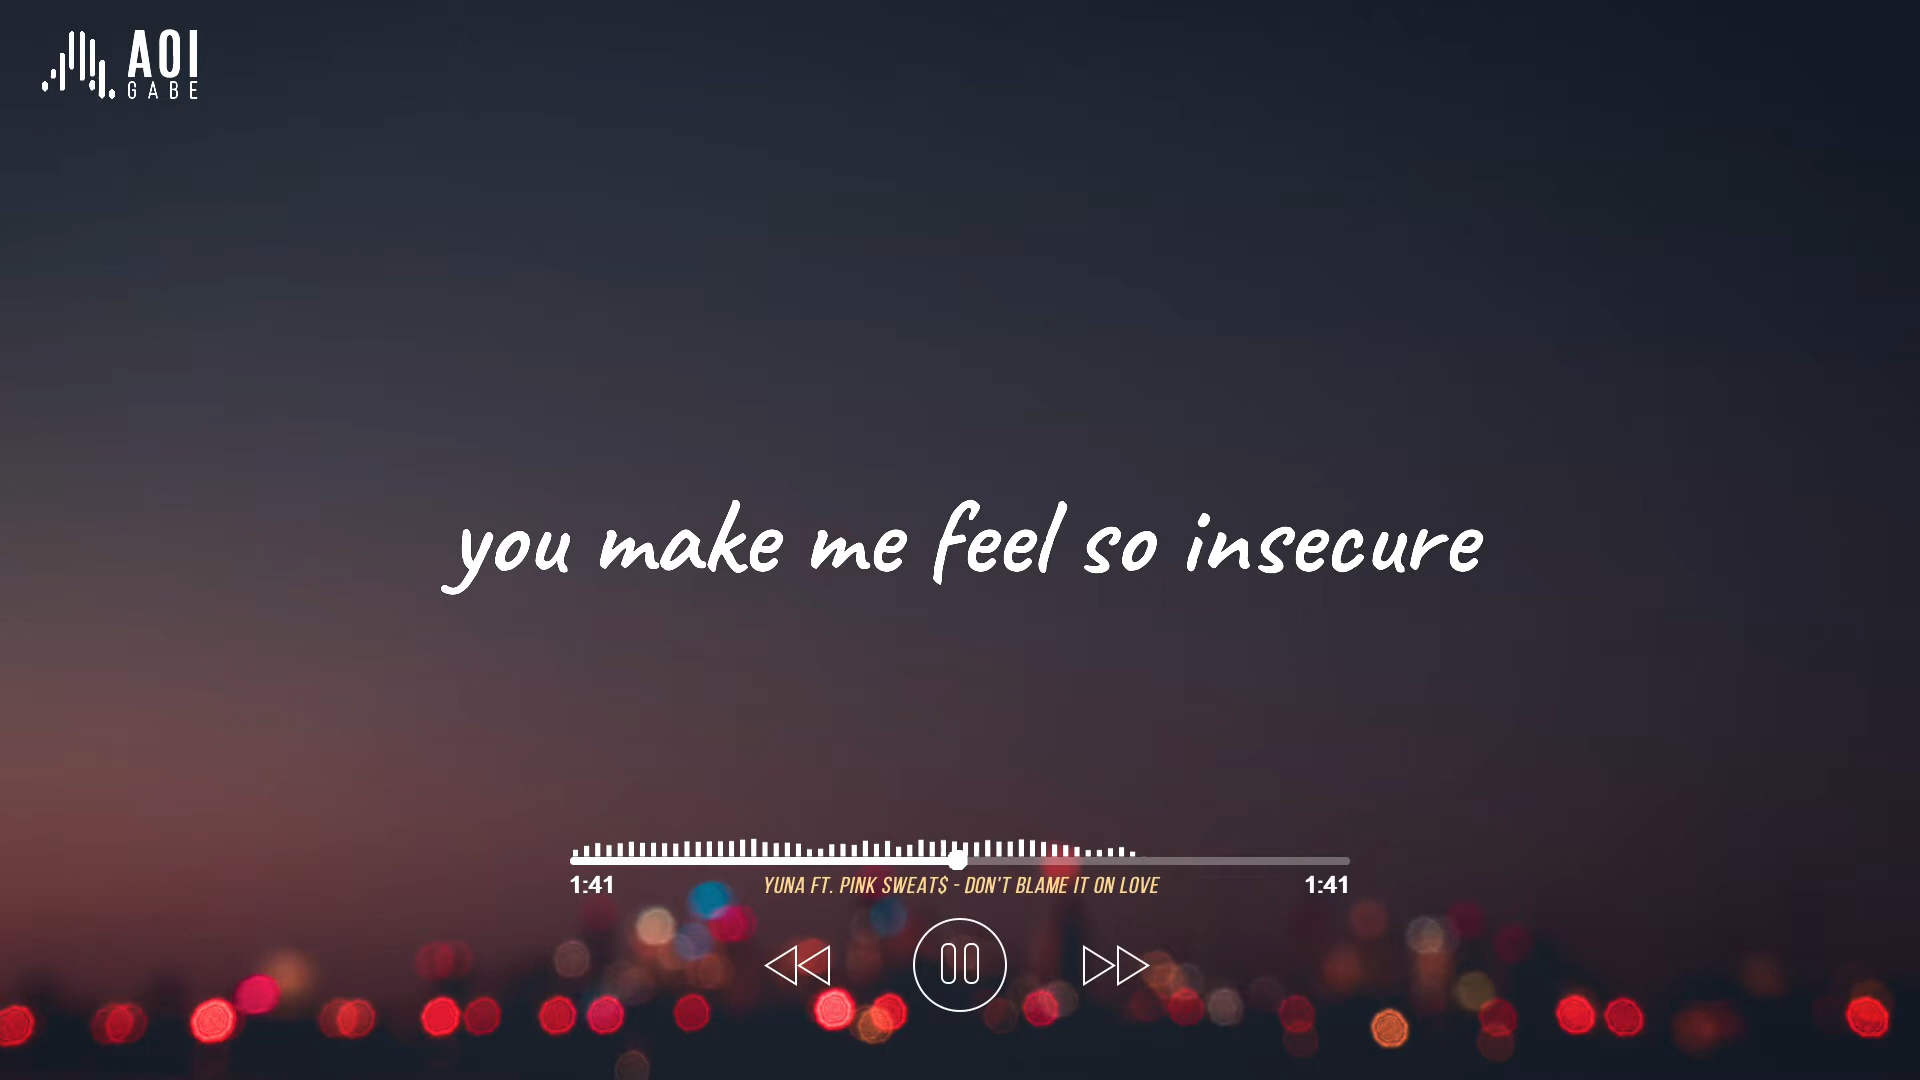 AOI
GABE
you make me feel so insecure
1:41
YUNA FT. PINK SWEAT$ - DON'T BLAME IT ON LOVE
1:41